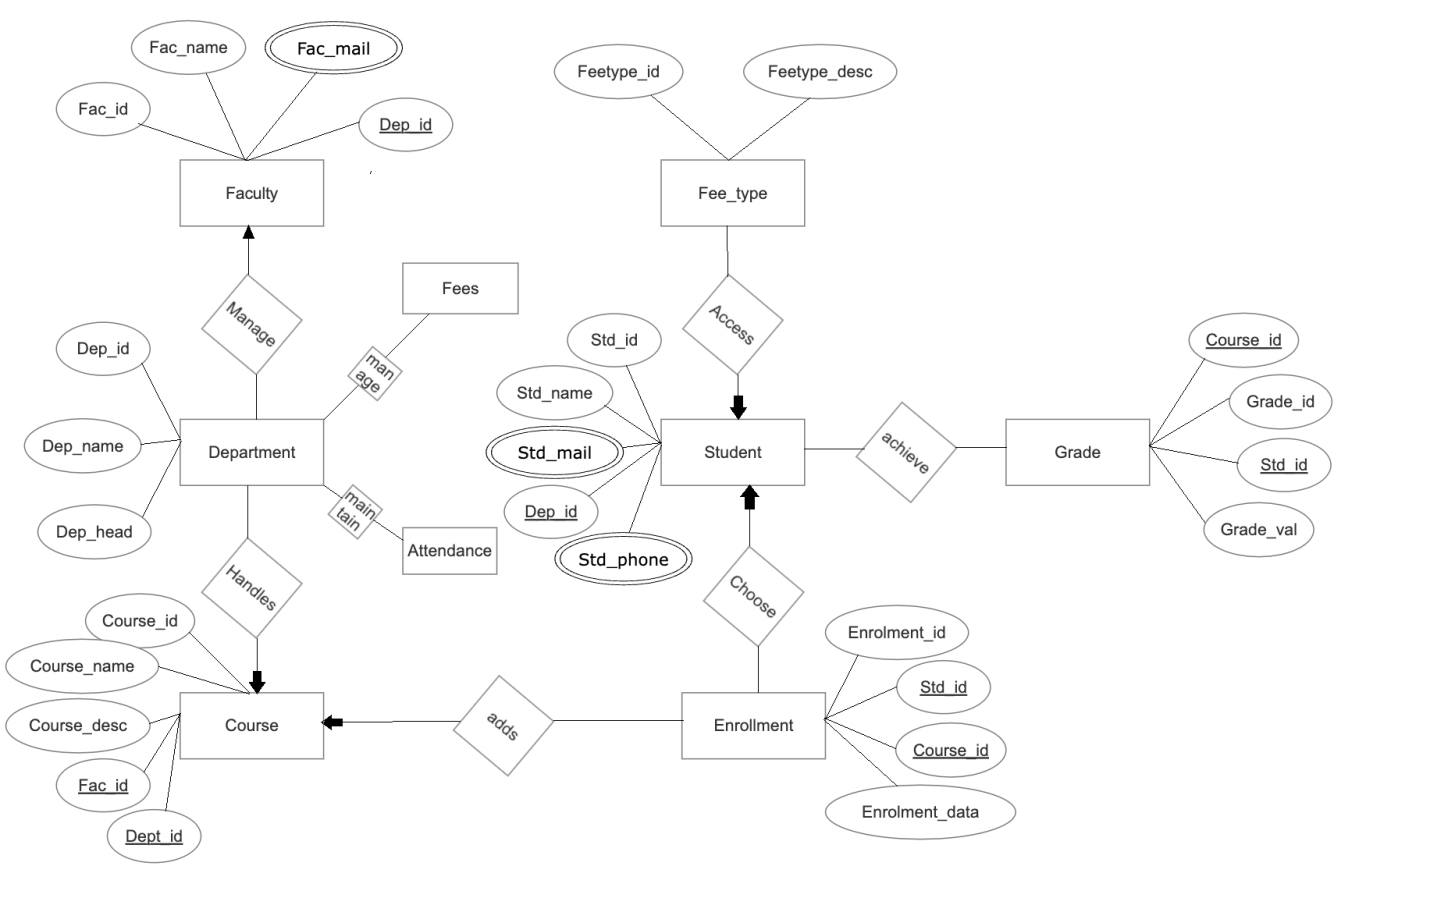 Fac_name
Fac_mail
Feetype_id
Feetype_desc
Fac_id
Dep_id
Faculty
Fee_type
Fees
Manage
Access
Dep_id
Std_id
Course_id
man
age
Std_name
Grade_id
Dep_name
Department
Std_mail
Student
achieve
Grade
Std_id
Dep_id
main
tain
Dep_head
Attendance
Std_phone
Grade_val
Handles
Choose
Course_id
Enrolment_id
Course_name
Std_id
Course_desc
Course
adds
Enrollment
Course_id
Fac_id
Enrolment_data
Dept_id